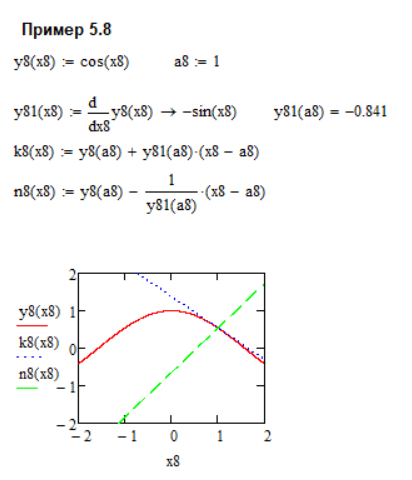 Пример 5.8
y8(x8) := cos(x8) a8 := 1
y81(x8) := d/dx8 y8(x8) → −sin(x8) y81(a8) = −0.841
k8(x8) := y8(a8) + y81(a8)·(x8 − a8)
n8(x8) := y8(a8) − 1/y81(a8) ·(x8 − a8)
2
y8(x8) 1
k8(x8) 0
n8(x8) −1
−2
−2 −1 0 1 2
x8